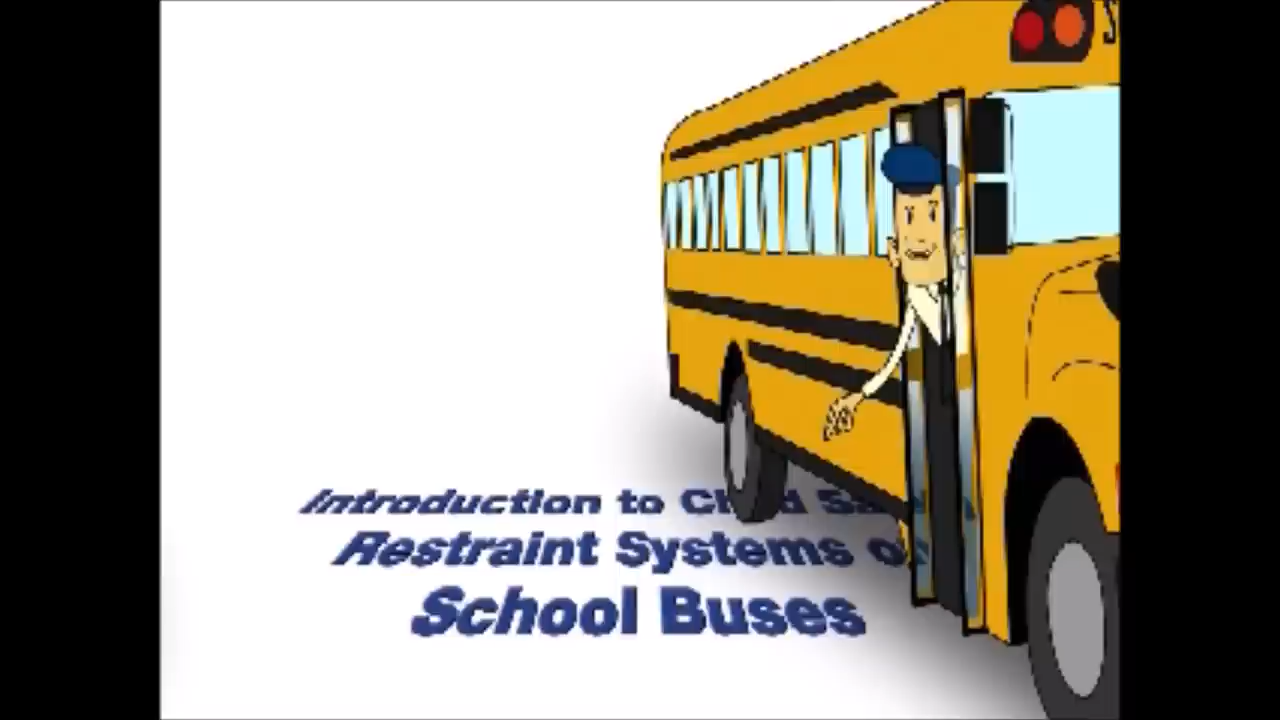 Introduction to
Restraint Systems
School Buses